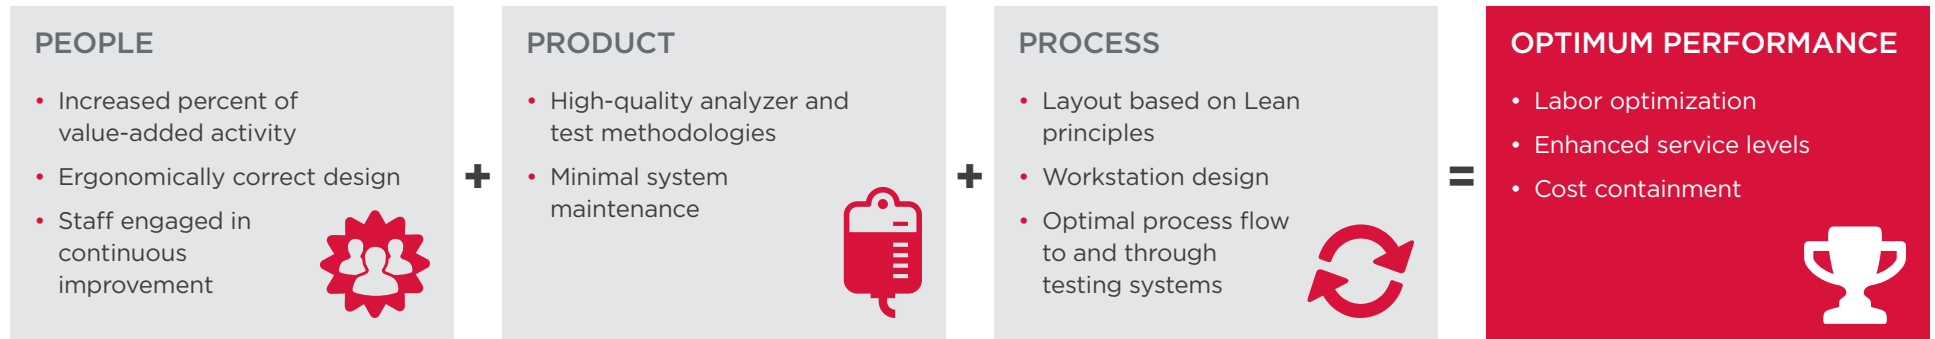 PEOPLE
• Increased percent of
value-added activity
• Ergonomically correct design
• Staff engaged in
continuous
improvement
+
PRODUCT
• High-quality analyzer and
test methodologies
• Minimal system
maintenance
+
PROCESS
• Layout based on Lean
principles
• Workstation design
• Optimal process flow
to and through
testing systems
=
OPTIMUM PERFORMANCE
• Labor optimization
• Enhanced service levels
• Cost containment